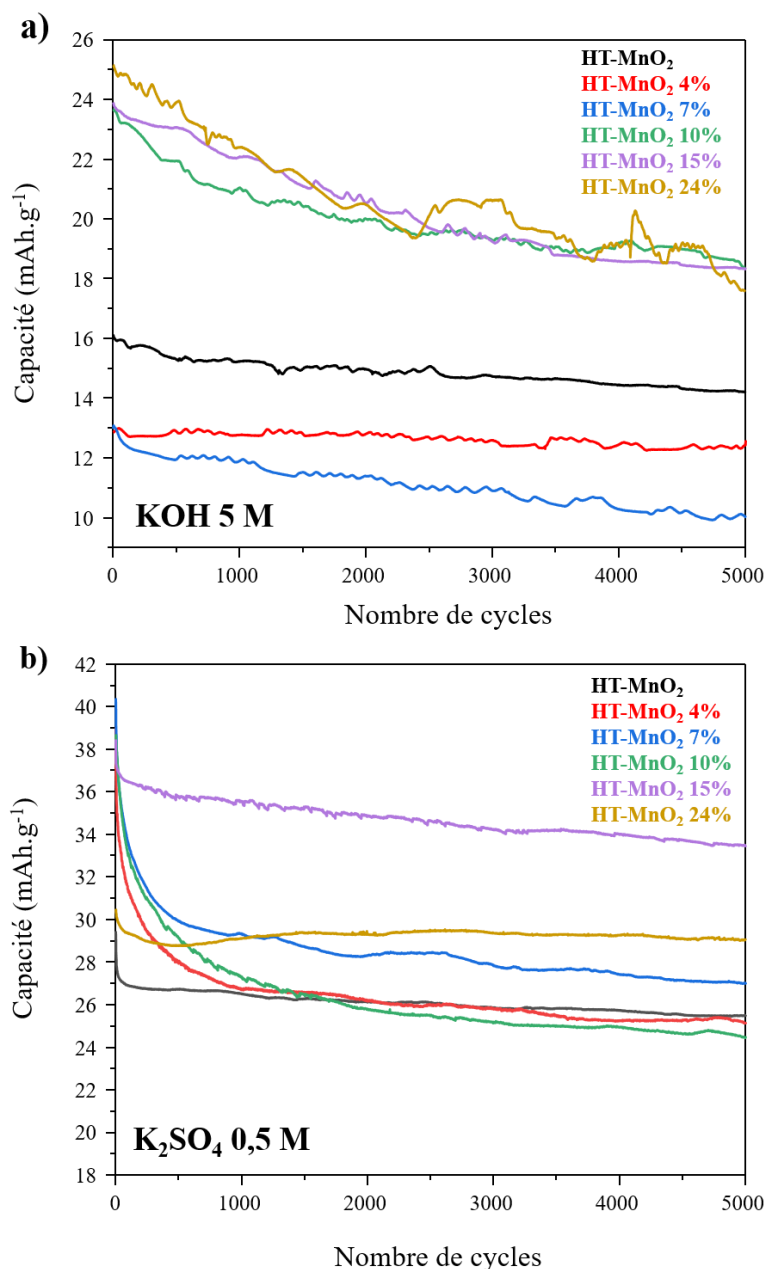 a)
26
24
22
20
18
16
14
12
10
Capacité (mAh.g⁻¹)
HT-MnO₂
HT-MnO₂ 4%
HT-MnO₂ 7%
HT-MnO₂ 10%
HT-MnO₂ 15%
HT-MnO₂ 24%
KOH 5 M
0 1000 2000 3000 4000 5000
Nombre de cycles
b)
42
40
38
36
34
32
30
28
26
24
22
20
18
Capacité (mAh.g⁻¹)
HT-MnO₂
HT-MnO₂ 4%
HT-MnO₂ 7%
HT-MnO₂ 10%
HT-MnO₂ 15%
HT-MnO₂ 24%
K₂SO₄ 0,5 M
0 1000 2000 3000 4000 5000
Nombre de cycles